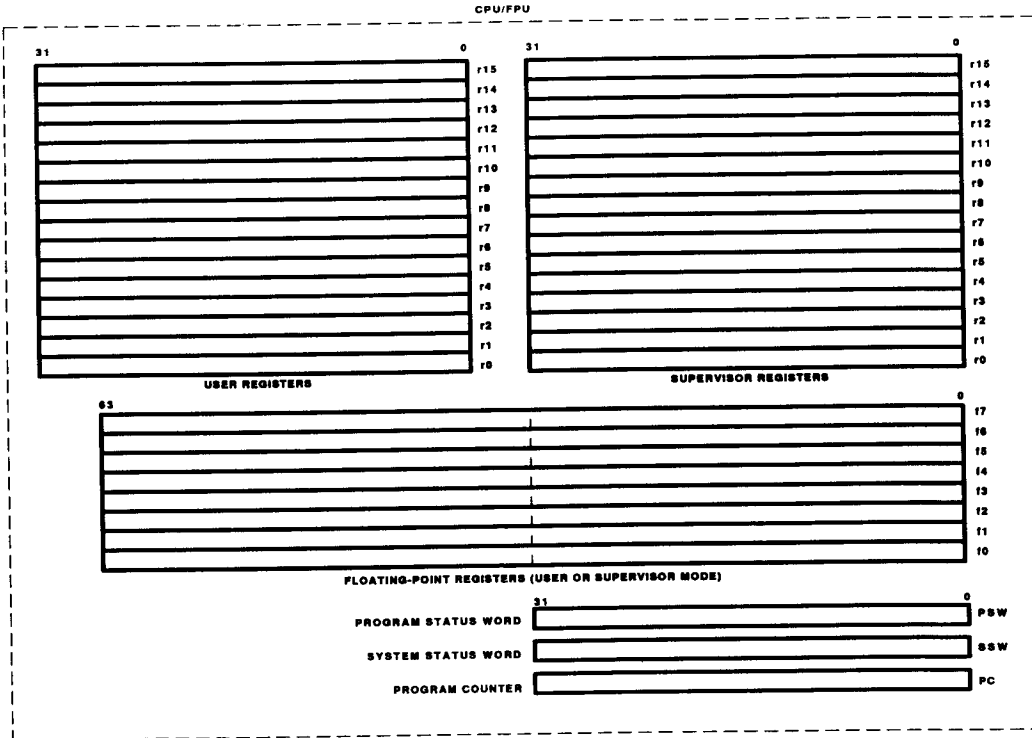 CPU/FPU
31 0
r15
r14
r13
r12
r11
r10
r9
r8
r7
r6
r5
r4
r3
r2
r1
r0
USER REGISTERS
31 0
r15
r14
r13
r12
r11
r10
r9
r8
r7
r6
r5
r4
r3
r2
r1
r0
SUPERVISOR REGISTERS
63 0
f7
f6
f5
f4
f3
f2
f1
f0
FLOATING-POINT REGISTERS (USER OR SUPERVISOR MODE)
31 0
PROGRAM STATUS WORD PSW
SYSTEM STATUS WORD SSW
PROGRAM COUNTER PC